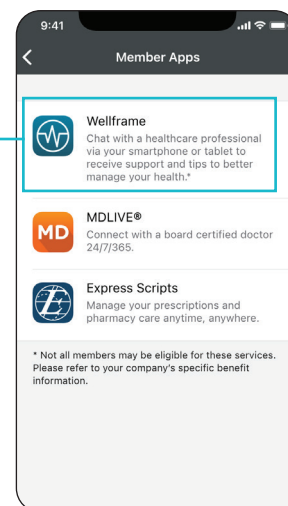 9:41
Member Apps
Wellframe
Chat with a healthcare professional
via your smartphone or tablet to
receive support and tips to better
manage your health.*
MD
MDLIVE®
Connect with a board certified doctor
24/7/365.
E
Express Scripts
Manage your prescriptions and
pharmacy care anytime, anywhere.
* Not all members may be eligible for these services.
Please refer to your company's specific benefit
information.